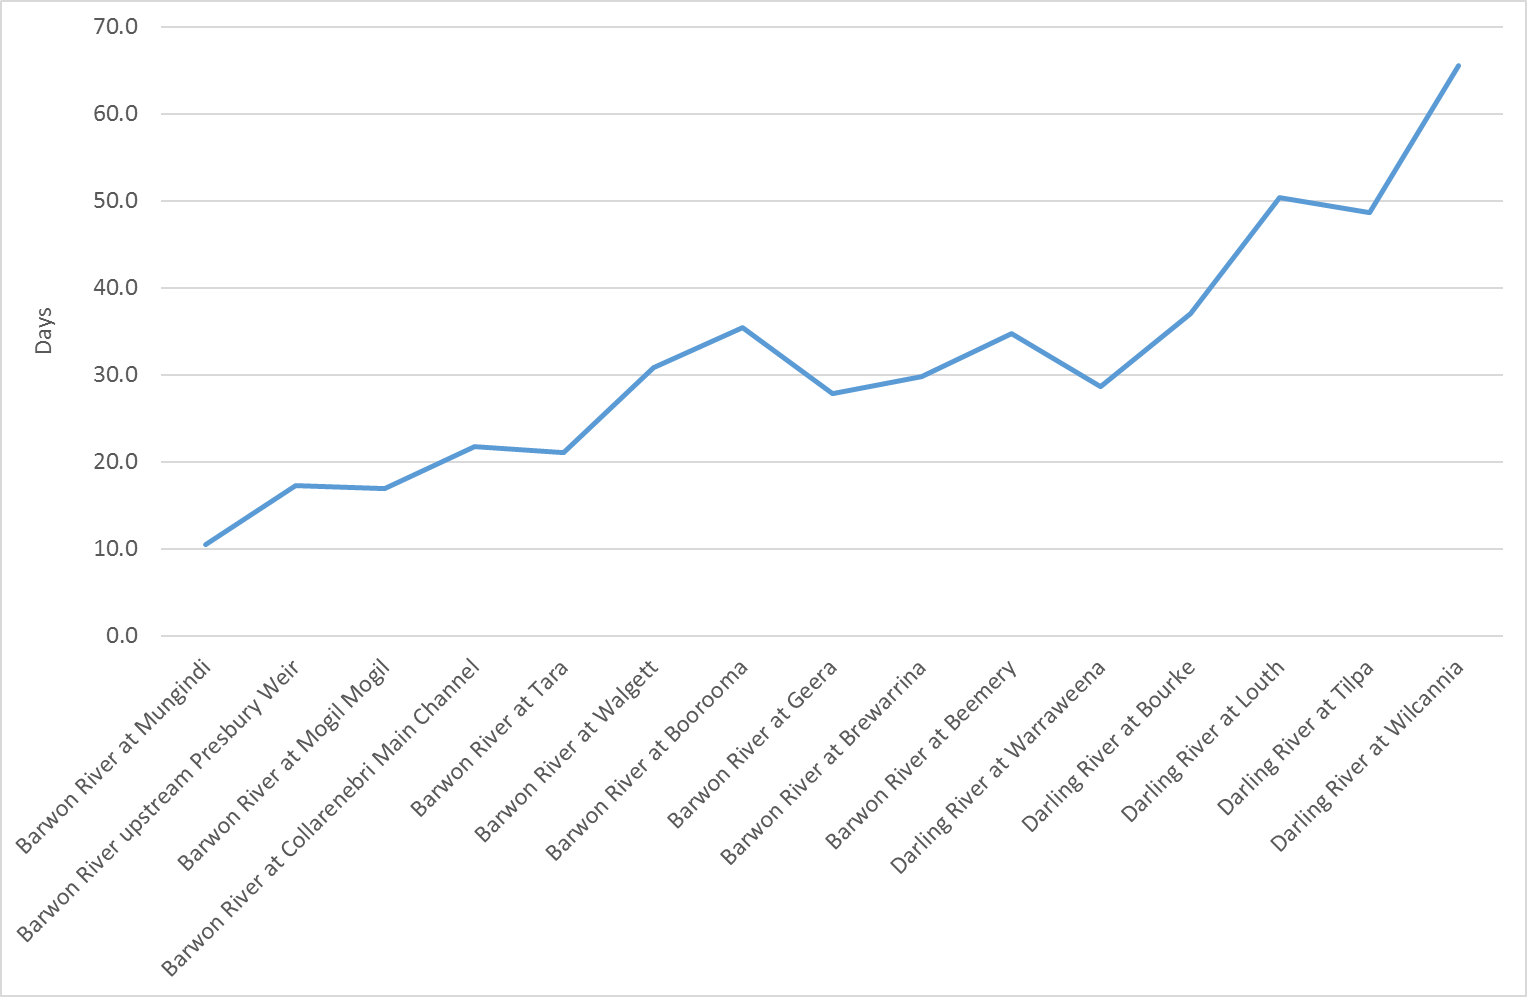 70.0
60.0
50.0
40.0
30.0
20.0
10.0
0.0
Days
Barwon River at Mungindi
Barwon River upstream Presbury Weir
Barwon River at Mogil Mogil
Barwon River at Collarenebri Main Channel
Barwon River at Tara
Barwon River at Walgett
Barwon River at Boorooma
Barwon River at Geera
Barwon River at Brewarrina
Barwon River at Beemery
Darling River at Warraweena
Darling River at Bourke
Darling River at Louth
Darling River at Tilpa
Darling River at Wilcannia